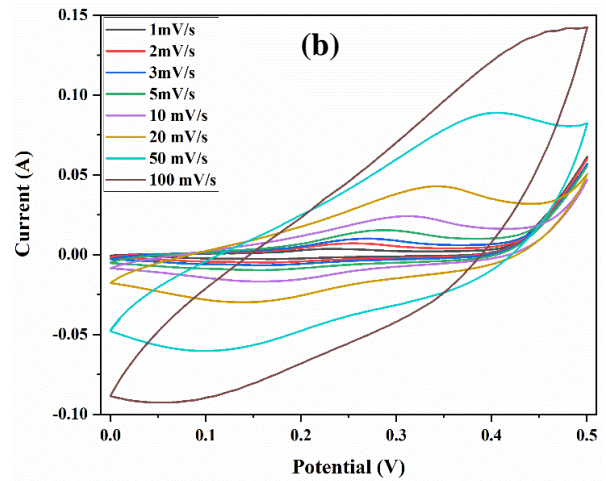 0.15
0.10
0.05
0.00
-0.05
-0.10
Current (A)
(b)
1mV/s
2mV/s
3mV/s
5mV/s
10 mV/s
20 mV/s
50 mV/s
100 mV/s
0.0 0.1 0.2 0.3 0.4 0.5
Potential (V)